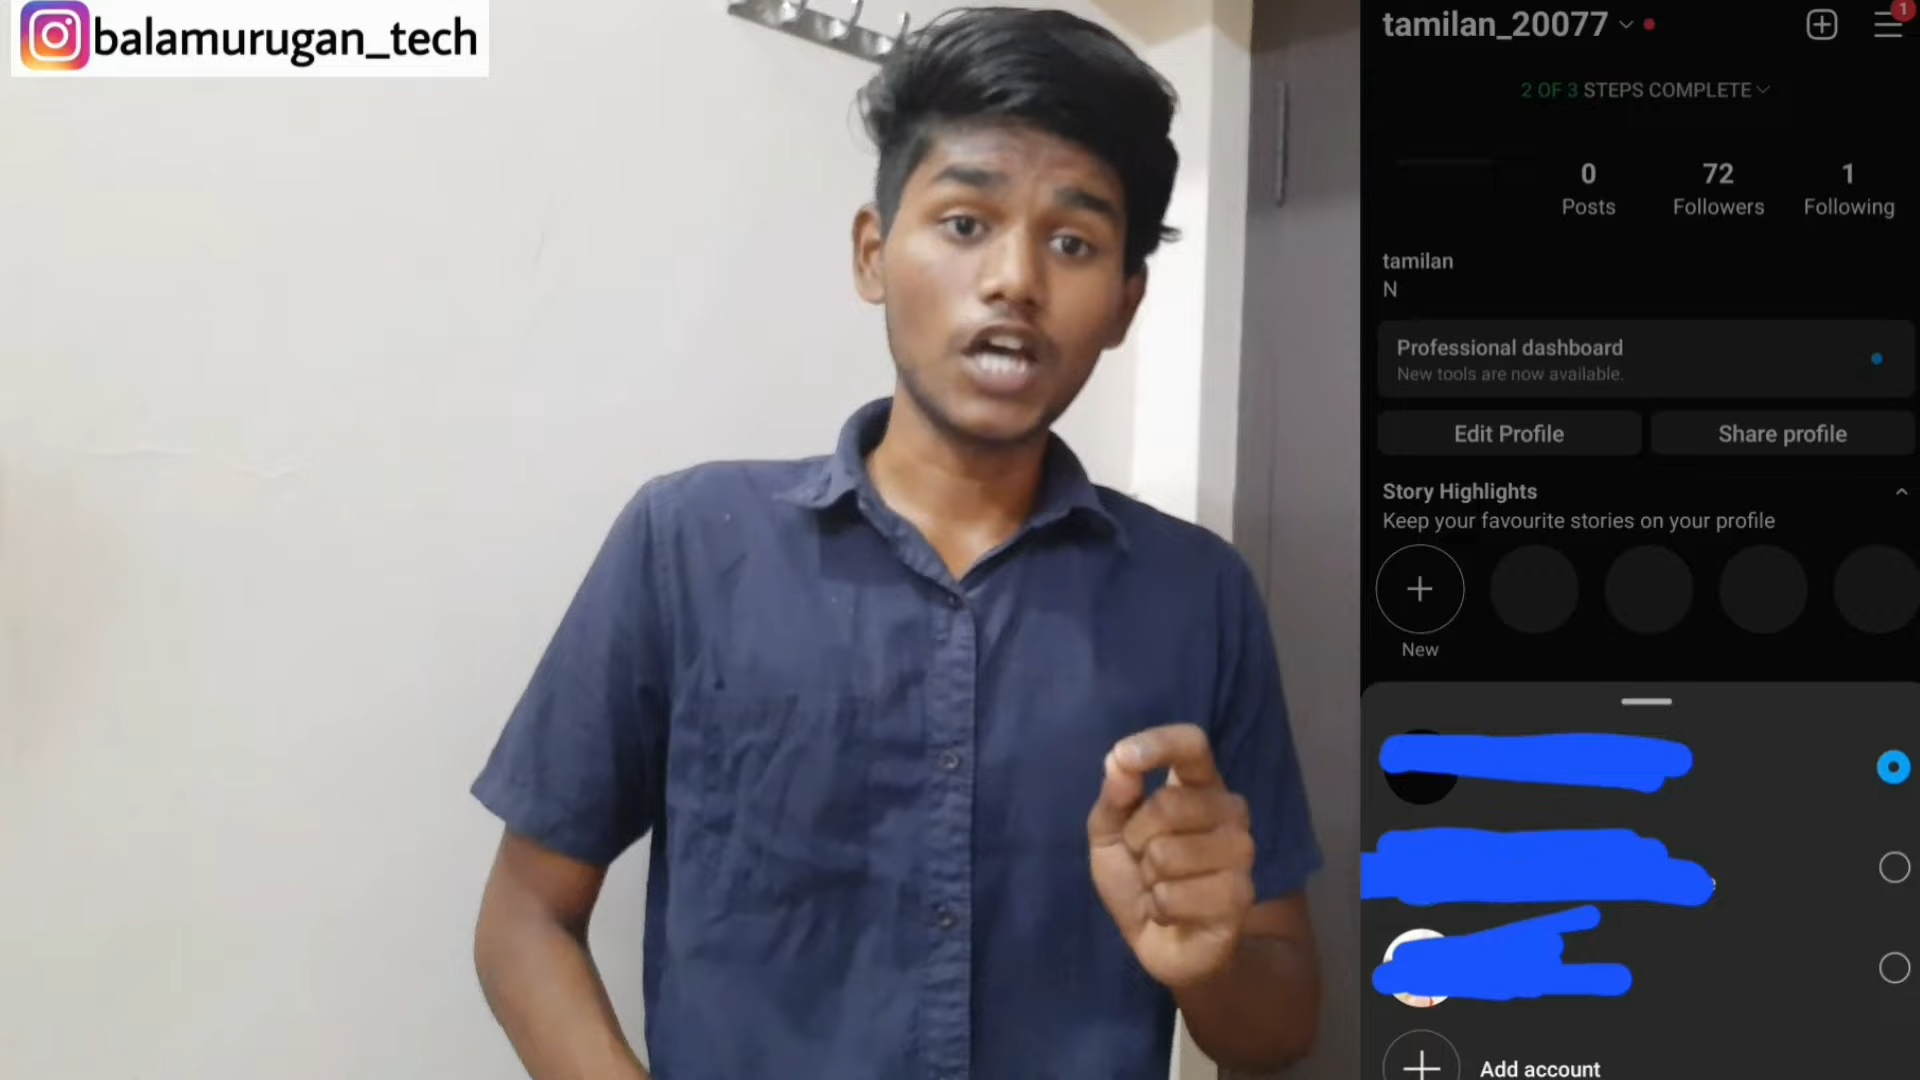 balamurugan_tech
tamilan_20077
1
2 OF 3 STEPS COMPLETE
0
Posts
72
Followers
1
Following
tamilan
N
Professional dashboard
New tools are now available.
Edit Profile
Share profile
Story Highlights
Keep your favourite stories on your profile
New
Add account